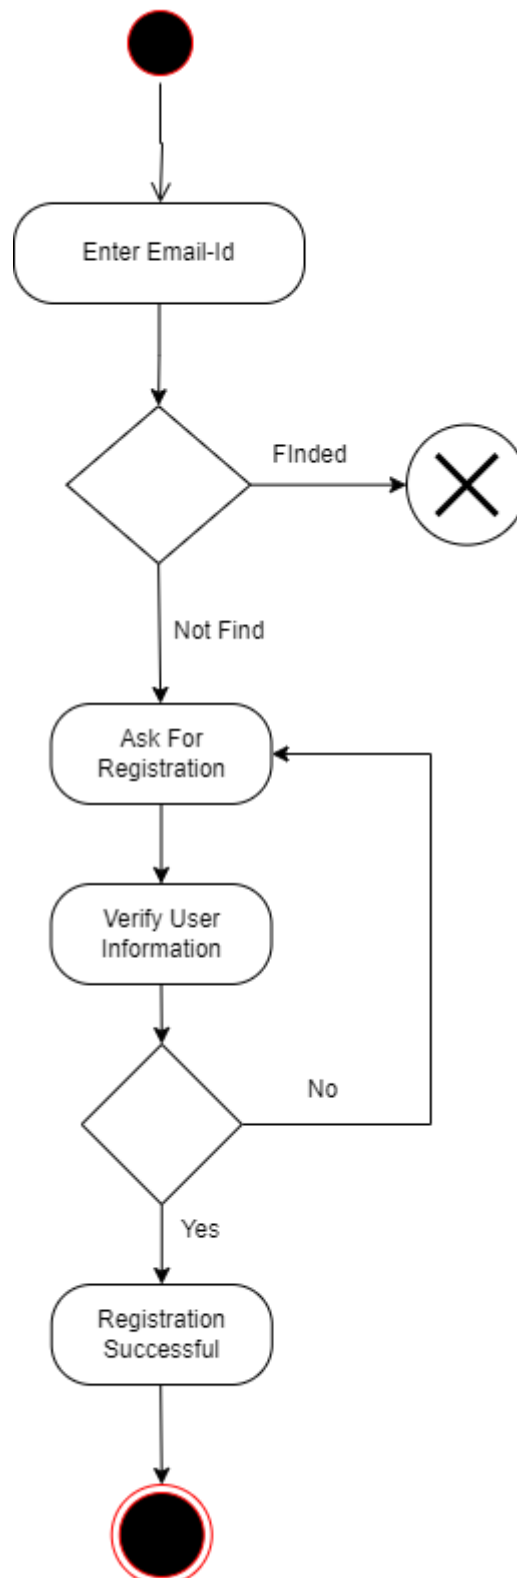 Enter Email-Id
FInded
Not Find
Ask For
Registration
Verify User
Information
No
Yes
Registration
Successful